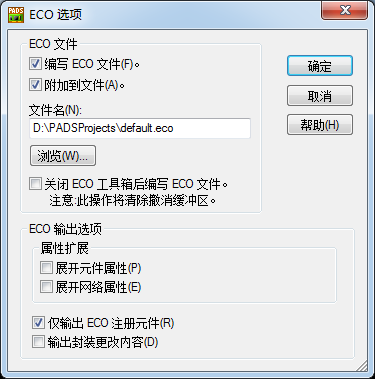 PADS
ECO 选项
ECO 文件
编写 ECO 文件(F)。
附加到文件(A)。
文件名(N):
D:\PADSProjects\default.eco
浏览(W)...
关闭 ECO 工具箱后编写 ECO 文件。
注意:此操作将清除撤消缓冲区。
确定
取消
帮助(H)
ECO 输出选项
属性扩展
展开元件属性(P)
展开网络属性(E)
仅输出 ECO 注册元件(R)
输出封装更改内容(D)